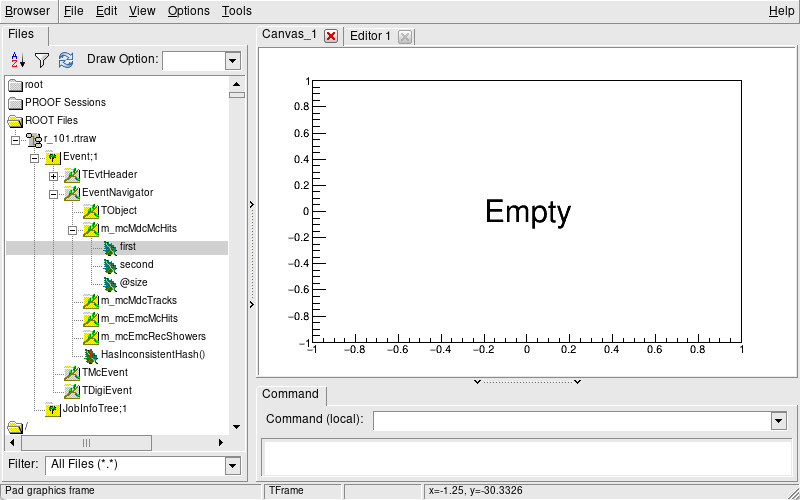 Browser File Edit View Options Tools Help
Files
Draw Option:
root
PROOF Sessions
ROOT Files
r_101.rtraw
Event;1
TEvtHeader
EventNavigator
TObject
m_mcMdcMcHits
first
second
@size
m_mcMdcTracks
m_mcEmcMcHits
m_mcEmcRecShowers
HasInconsistentHash()
TMcEvent
TDigiEvent
JobInfoTree;1
/
Filter: All Files (*.*)
Canvas_1 Editor 1
1
0.8
0.6
0.4
0.2
0
−0.2
−0.4
−0.6
−0.8
−1
Empty
−1 −0.8 −0.6 −0.4 −0.2 0 0.2 0.4 0.6 0.8 1
Command
Command (local):
Pad graphics frame TFrame x=-1.25, y=-30.3326